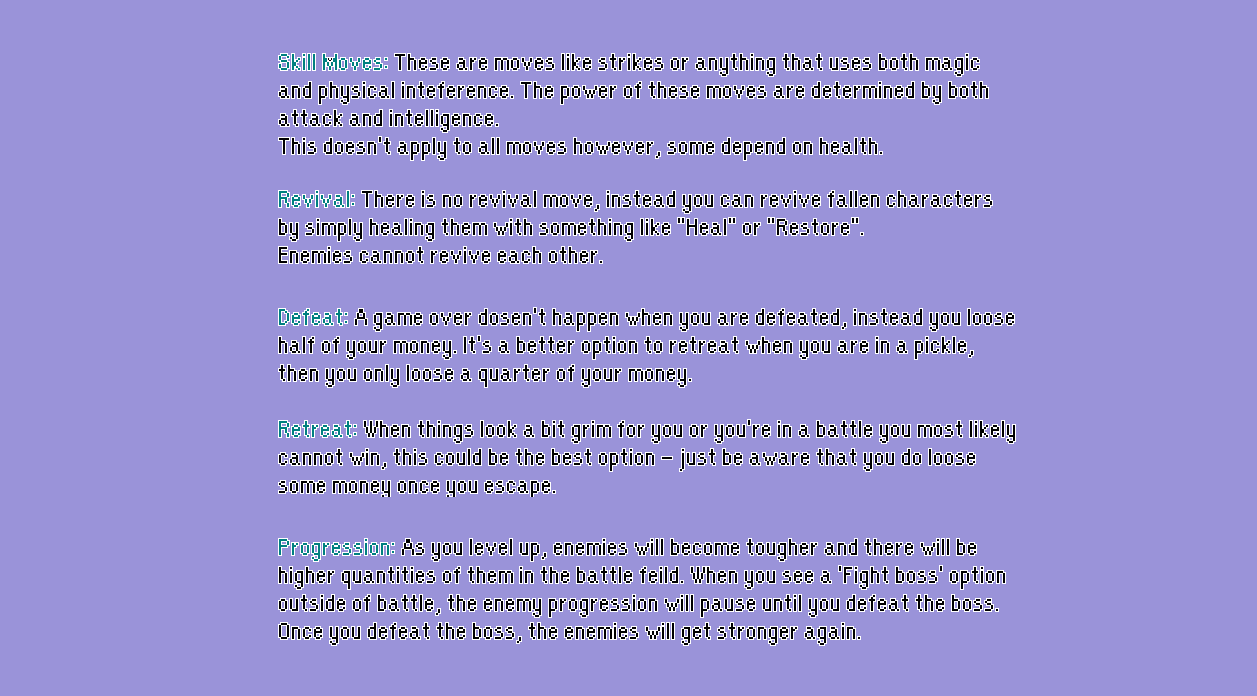 Skill Moves: These are moves like strikes or anything that uses both magic
and physical inteference. The power of these moves are determined by both
attack and intelligence.
This doesn't apply to all moves however, some depend on health.
Revival: There is no revival move, instead you can revive fallen characters
by simply healing them with something like "Heal" or "Restore".
Enemies cannot revive each other.
Defeat: A game over dosen't happen when you are defeated, instead you loose
half of your money. It's a better option to retreat when you are in a pickle,
then you only loose a quarter of your money.
Retreat: When things look a bit grim for you or you're in a battle you most likely
cannot win, this could be the best option – just be aware that you do loose
some money once you escape.
Progression: As you level up, enemies will become tougher and there will be
higher quantities of them in the battle feild. When you see a 'Fight boss' option
outside of battle, the enemy progression will pause until you defeat the boss.
Once you defeat the boss, the enemies will get stronger again.